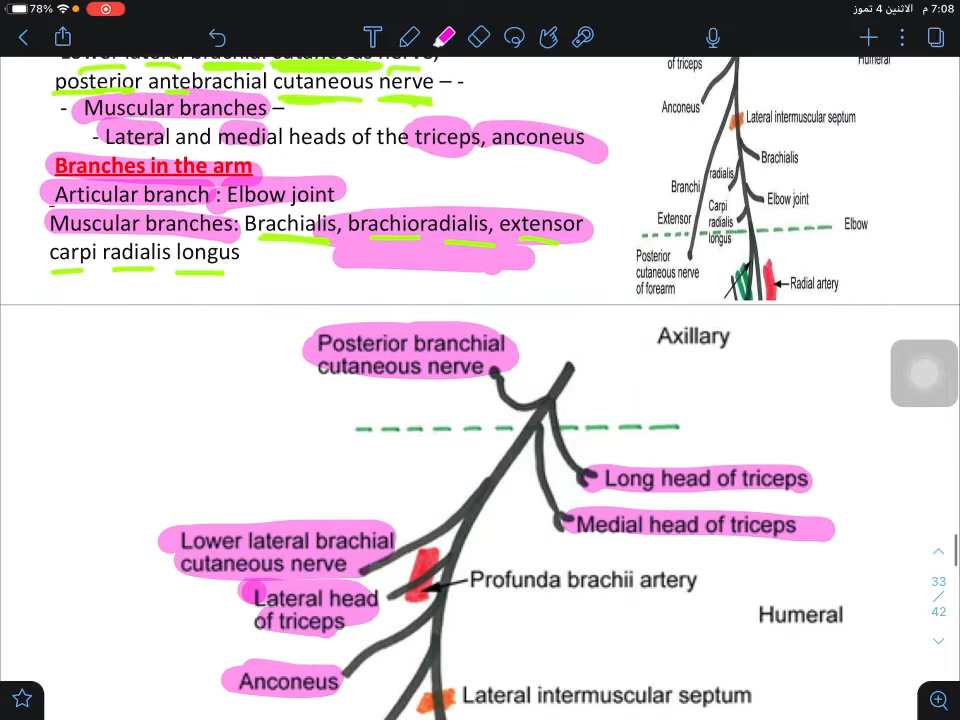 78%
7:08 م الاثنين 4 تموز
posterior antebrachial cutaneous nerve – -
- Muscular branches –
- Lateral and medial heads of the triceps, anconeus
Branches in the arm
Articular branch : Elbow joint
Muscular branches: Brachialis, brachioradialis, extensor
carpi radialis longus
of triceps
Humeral
Anconeus
Lateral intermuscular septum
Brachialis
Branchi
radialis
Elbow joint
Extensor
Carpi
radialis
longus
Elbow
Posterior
cutaneous nerve
of forearm
Radial artery
Posterior branchial
cutaneous nerve
Axillary
Long head of triceps
Medial head of triceps
Lower lateral brachial
cutaneous nerve
Profunda brachii artery
Lateral head
of triceps
Humeral
Anconeus
Lateral intermuscular septum
33
/
42